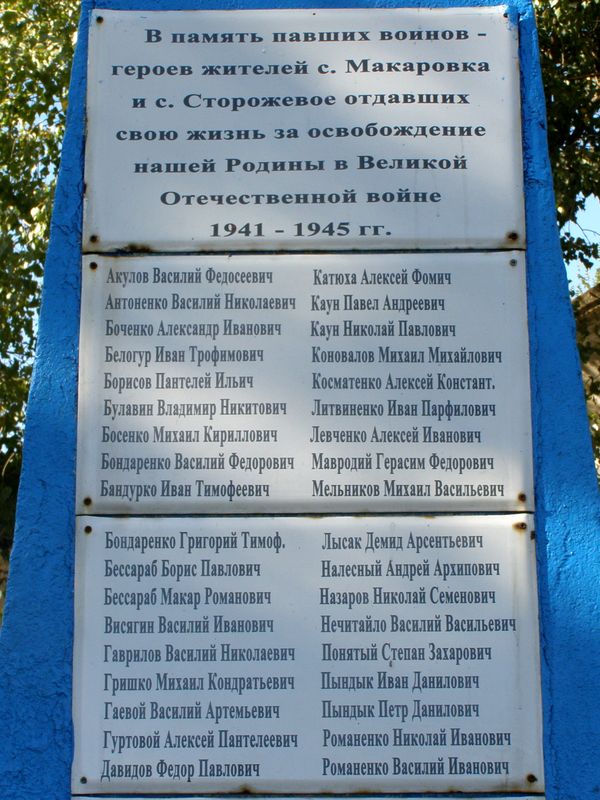 В память павших воинов -
героев жителей с. Макаровка
и с. Сторожевое отдавших
свою жизнь за освобождение
нашей Родины в Великой
Отечественной войне
1941 - 1945 гг.
Акулов Василий Федосеевич
Антоненко Василий Николаевич
Боченко Александр Иванович
Белогур Иван Трофимович
Борисов Пантелей Ильич
Булавин Владимир Никитович
Босенко Михаил Кириллович
Бондаренко Василий Федорович
Бандурко Иван Тимофеевич
Катюха Алексей Фомич
Каун Павел Андреевич
Каун Николай Павлович
Коновалов Михаил Михайлович
Косматенко Алексей Констант.
Литвиненко Иван Парфилович
Левченко Алексей Иванович
Мавродий Герасим Федорович
Мельников Михаил Васильевич
Бондаренко Григорий Тимоф.
Бессараб Борис Павлович
Бессараб Макар Романович
Висягин Василий Иванович
Гаврилов Василий Николаевич
Гришко Михаил Кондратьевич
Гаевой Василий Артемьевич
Гуртовой Алексей Пантелеевич
Давидов Федор Павлович
Лысак Демид Арсентьевич
Налесный Андрей Архипович
Назаров Николай Семенович
Нечитайло Василий Васильевич
Понятый Степан Захарович
Пындык Иван Данилович
Пындык Петр Данилович
Романенко Николай Иванович
Романенко Василий Иванович